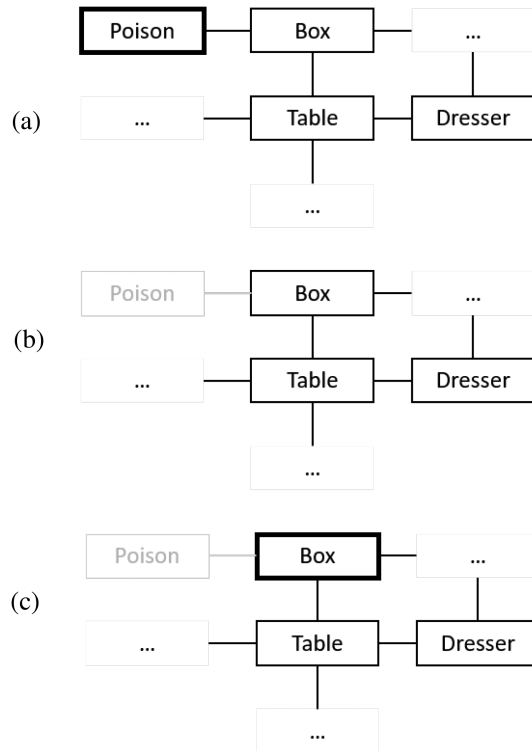 Poison Box ...
(a)
... Table Dresser
...
Poison Box ...
(b)
... Table Dresser
...
Poison Box ...
(c)
... Table Dresser
...